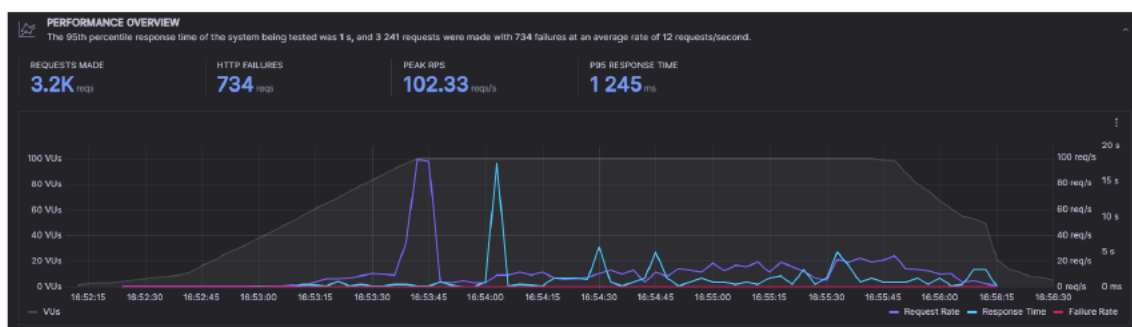 PERFORMANCE OVERVIEW
The 95th percentile response time of the system being tested was 1 s, and 3 241 requests were made with 734 failures at an average rate of 12 requests/second.
REQUESTS MADE HTTP FAILURES PEAK RPS P95 RESPONSE TIME
3.2K reqs 734 reqs 102.33 reqs/s 1 245 ms
20 s
100 VUs 100 req/s
80 VUs 80 req/s 15 s
60 VUs 60 req/s
10 s
40 VUs 40 req/s
5 s
20 VUs 20 req/s
0 VUs 0 req/s 0 ms
16:52:15 16:52:30 16:52:45 16:53:00 16:53:15 16:53:30 16:53:45 16:54:00 16:54:15 16:54:30 16:54:45 16:55:00 16:55:15 16:55:30 16:55:45 16:56:00 16:56:15 16:56:30
VUs Request Rate Response Time Failure Rate